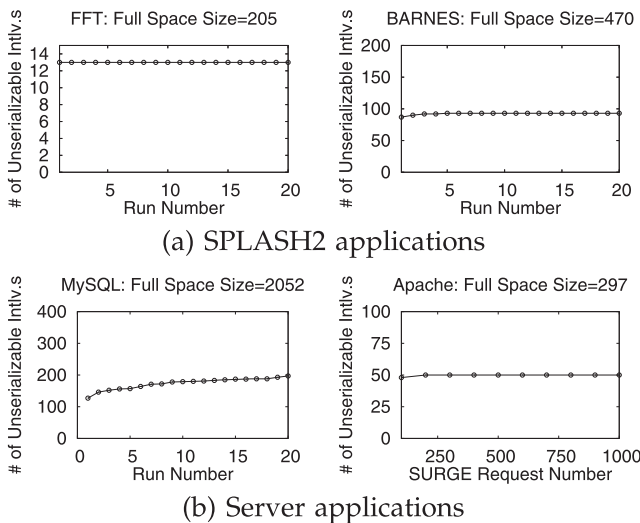 FFT: Full Space Size=205
# of Unserializable Intlv.s
14
12
10
8
6
4
2
0
5 10 15 20
Run Number
BARNES: Full Space Size=470
# of Unserializable Intlv.s
200
150
100
50
0
5 10 15 20
Run Number
(a) SPLASH2 applications
MySQL: Full Space Size=2052
# of Unserializable Intlv.s
400
300
200
100
0
0 5 10 15 20
Run Number
Apache: Full Space Size=297
# of Unserializable Intlv.s
100
75
50
25
0
250 500 750 1000
SURGE Request Number
(b) Server applications